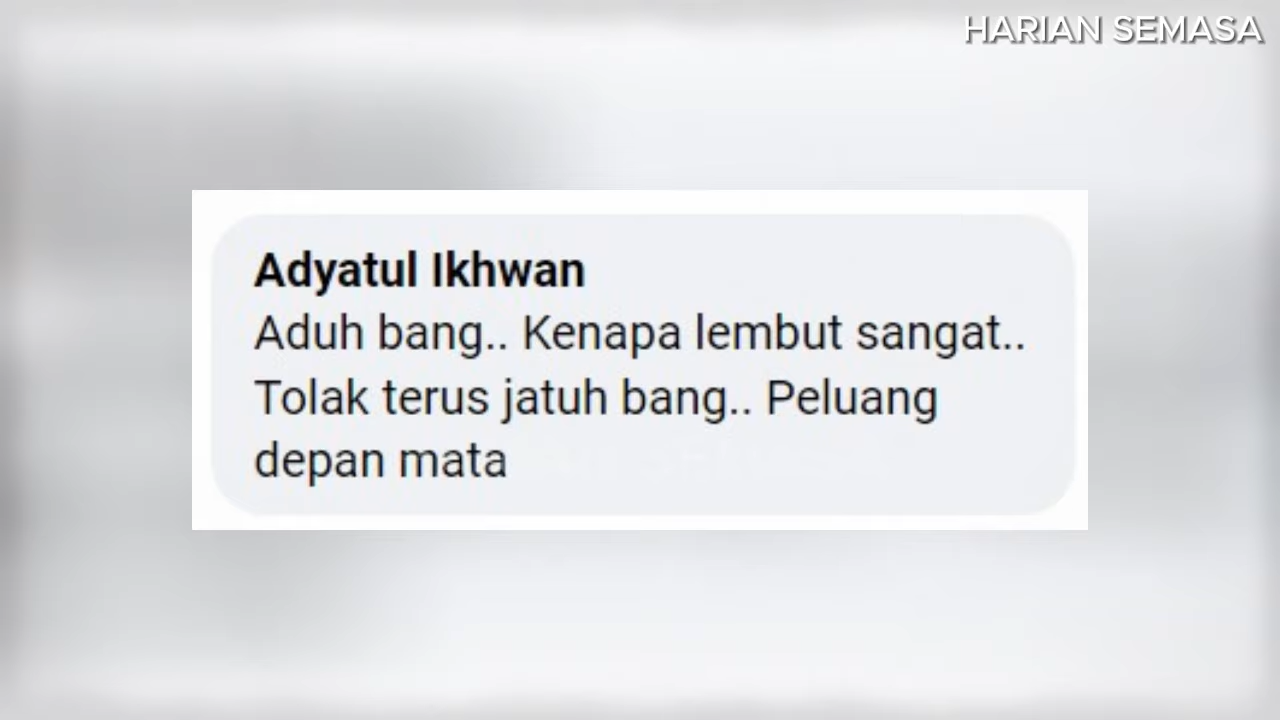 HARIAN SEMASA
Adyatul Ikhwan
Aduh bang.. Kenapa lembut sangat..
Tolak terus jatuh bang.. Peluang
depan mata